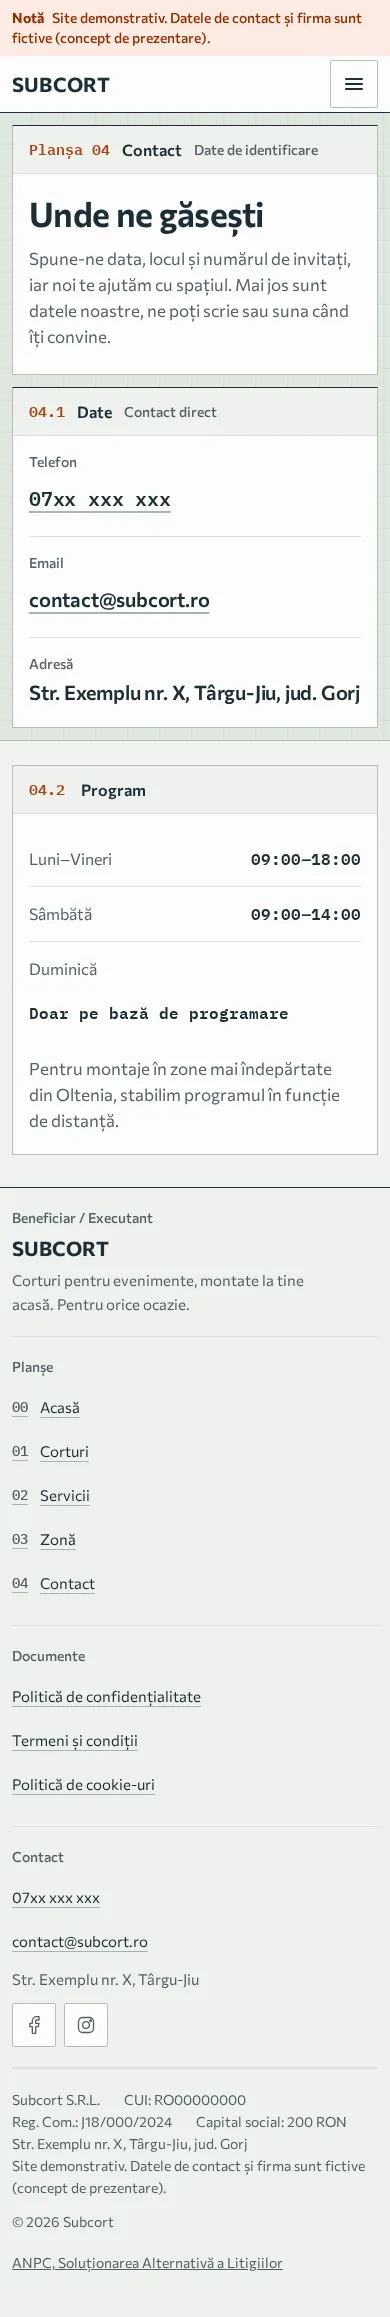 Notă Site demonstrativ. Datele de contact și firma sunt
fictive (concept de prezentare).
SUBCORT
Planșa 04 Contact Date de identificare
Unde ne găsești
Spune-ne data, locul și numărul de invitați,
iar noi te ajutăm cu spațiul. Mai jos sunt
datele noastre, ne poți scrie sau suna când
îți convine.
04.1 Date Contact direct
Telefon
07xx xxx xxx
Email
contact@subcort.ro
Adresă
Str. Exemplu nr. X, Târgu-Jiu, jud. Gorj
04.2 Program
Luni–Vineri 09:00–18:00
Sâmbătă 09:00–14:00
Duminică
Doar pe bază de programare
Pentru montaje în zone mai îndepărtate
din Oltenia, stabilim programul în funcție
de distanță.
Beneficiar / Executant
SUBCORT
Corturi pentru evenimente, montate la tine
acasă. Pentru orice ocazie.
Planșe
00 Acasă
01 Corturi
02 Servicii
03 Zonă
04 Contact
Documente
Politică de confidențialitate
Termeni și condiții
Politică de cookie-uri
Contact
07xx xxx xxx
contact@subcort.ro
Str. Exemplu nr. X, Târgu-Jiu
Subcort S.R.L. CUI: RO00000000
Reg. Com.: J18/000/2024 Capital social: 200 RON
Str. Exemplu nr. X, Târgu-Jiu, jud. Gorj
Site demonstrativ. Datele de contact și firma sunt fictive
(concept de prezentare).
© 2026 Subcort
ANPC, Soluționarea Alternativă a Litigiilor